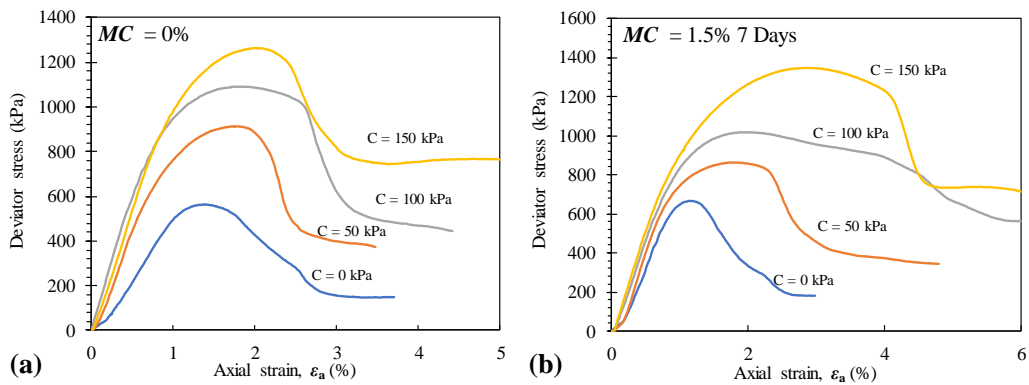 1400
1200
1000
800
600
400
200
0
Deviator stress (kPa)
MC = 0%
C = 150 kPa
C = 100 kPa
C = 50 kPa
C = 0 kPa
0 1 2 3 4 5
Axial strain, εa (%)
(a)
1600
1400
1200
1000
800
600
400
200
0
Deviator stress (kPa)
MC = 1.5% 7 Days
C = 150 kPa
C = 100 kPa
C = 50 kPa
C = 0 kPa
0 2 4 6
Axial strain, εa (%)
(b)